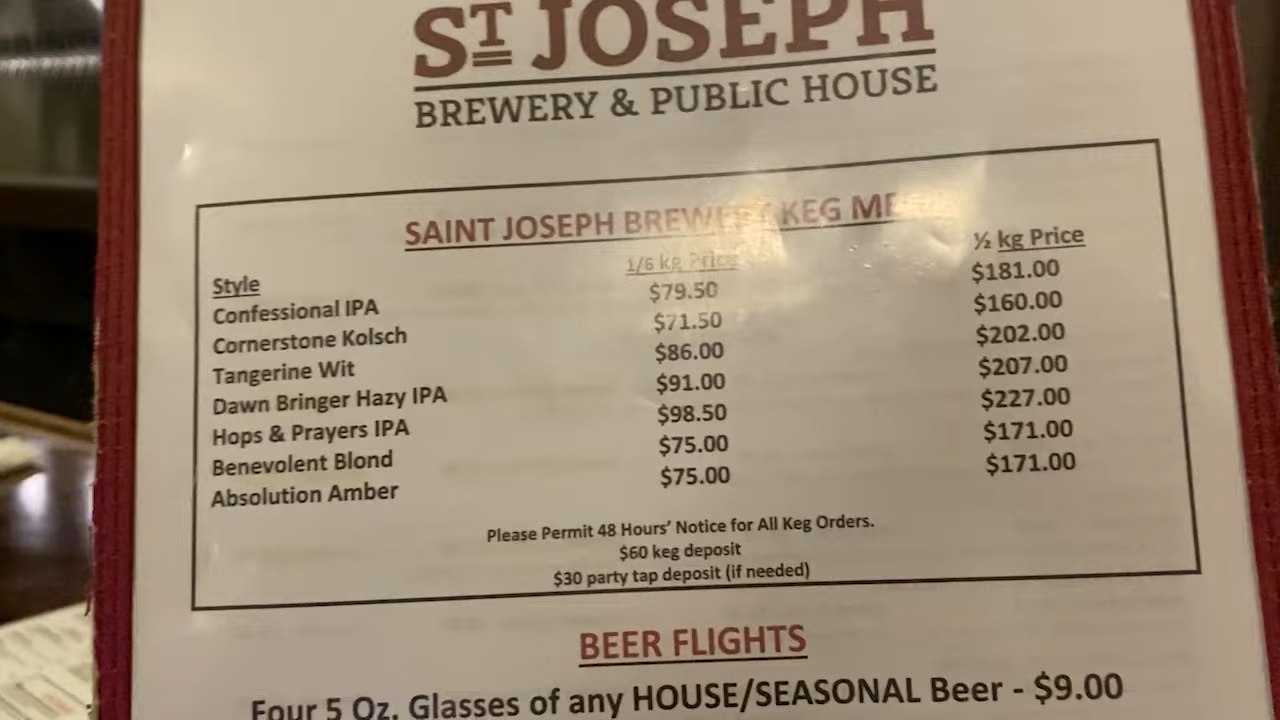 ST JOSEPH
BREWERY & PUBLIC HOUSE
SAINT JOSEPH BREWERY KEG
Style 1/6 kg Price ½ kg Price
Confessional IPA $79.50 $181.00
Cornerstone Kolsch $71.50 $160.00
Tangerine Wit $86.00 $202.00
Dawn Bringer Hazy IPA $91.00 $207.00
Hops & Prayers IPA $98.50 $227.00
Benevolent Blond $75.00 $171.00
Absolution Amber $75.00 $171.00
Please Permit 48 Hours’ Notice for All Keg Orders.
$60 keg deposit
$30 party tap deposit (if needed)
BEER FLIGHTS
Four 5 Oz. Glasses of any HOUSE/SEASONAL Beer - $9.00